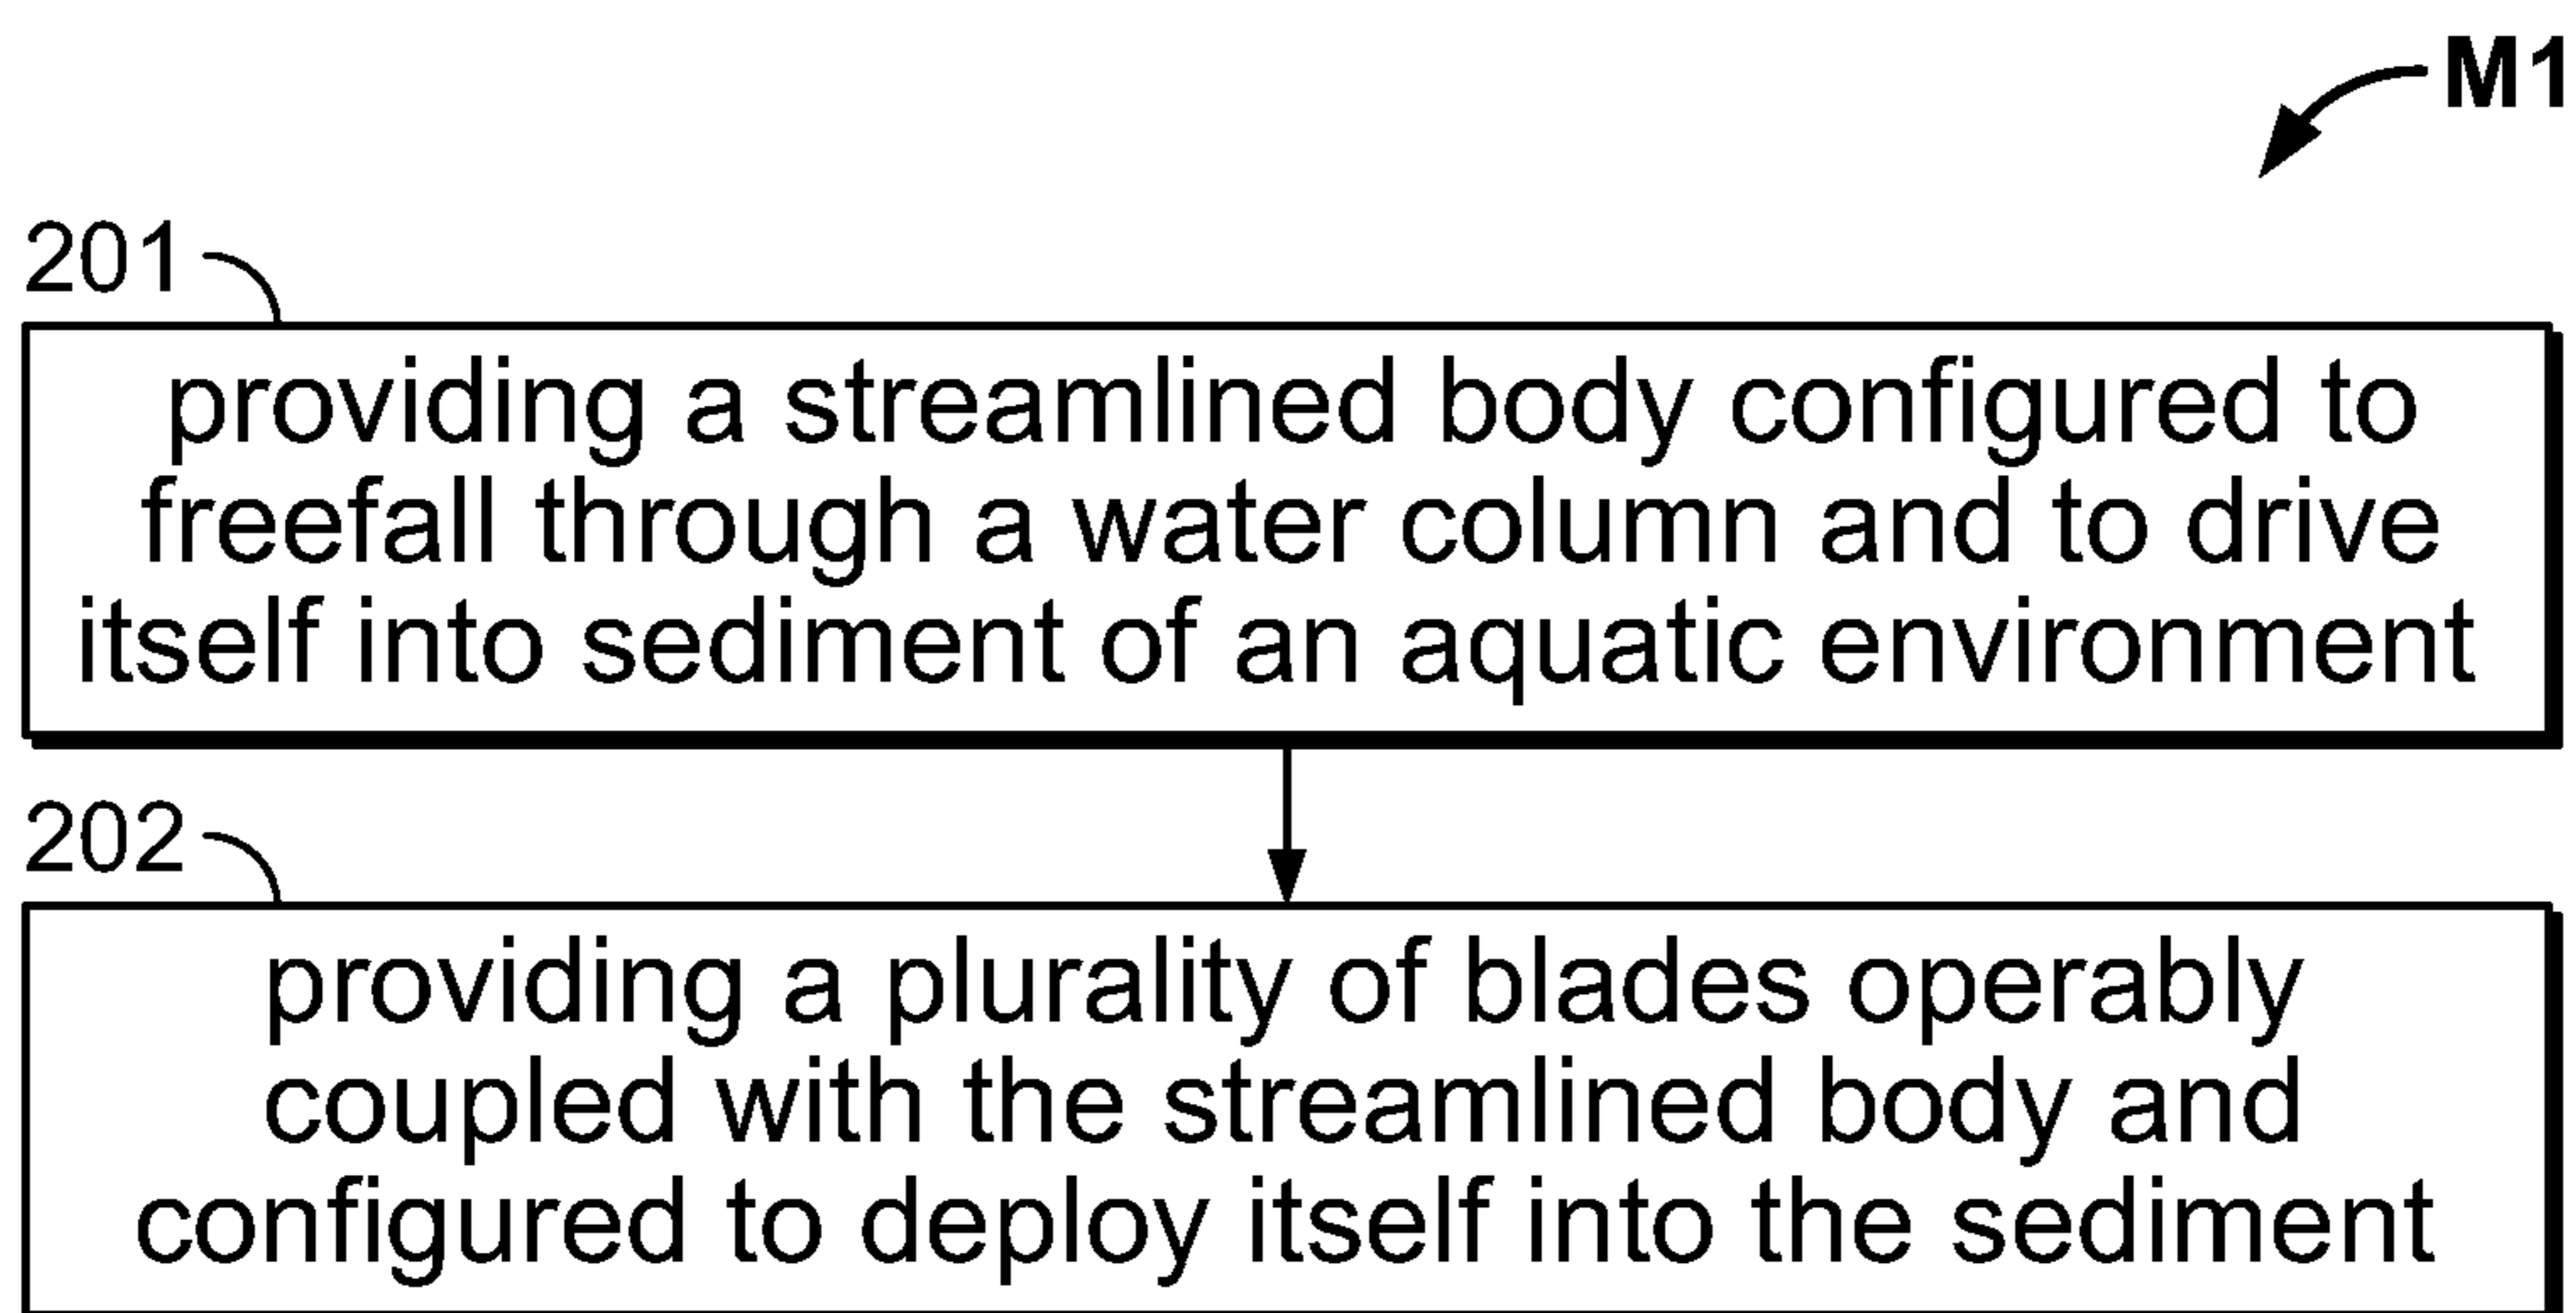 M1
201
providing a streamlined body configured to
freefall through a water column and to drive
itself into sediment of an aquatic environment
202
providing a plurality of blades operably
coupled with the streamlined body and
configured to deploy itself into the sediment